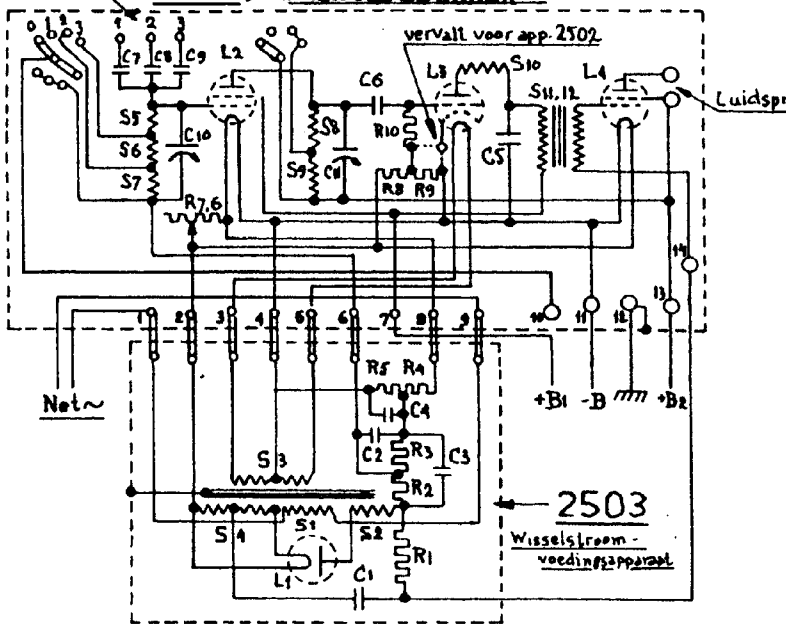 vervalt voor app. 2502
0 1 2 3
1 2 3
C7 C8 C9
L2
C6
L3
S10
L4
S11,12
Luidspr
S5
S6
S7
C10
S8
S9
C11
R10
R8 R9
C5
R7,6
14
1 2 3 4 5 6 7 8 9 10 11 12 13
Net~
+B1 -B +B2
R5 R4
C4
C2
R3
C3
R2
S3
S4 S1 S2
L1
R1
C1
2503
Wisselstroom-
voedingsapparaat